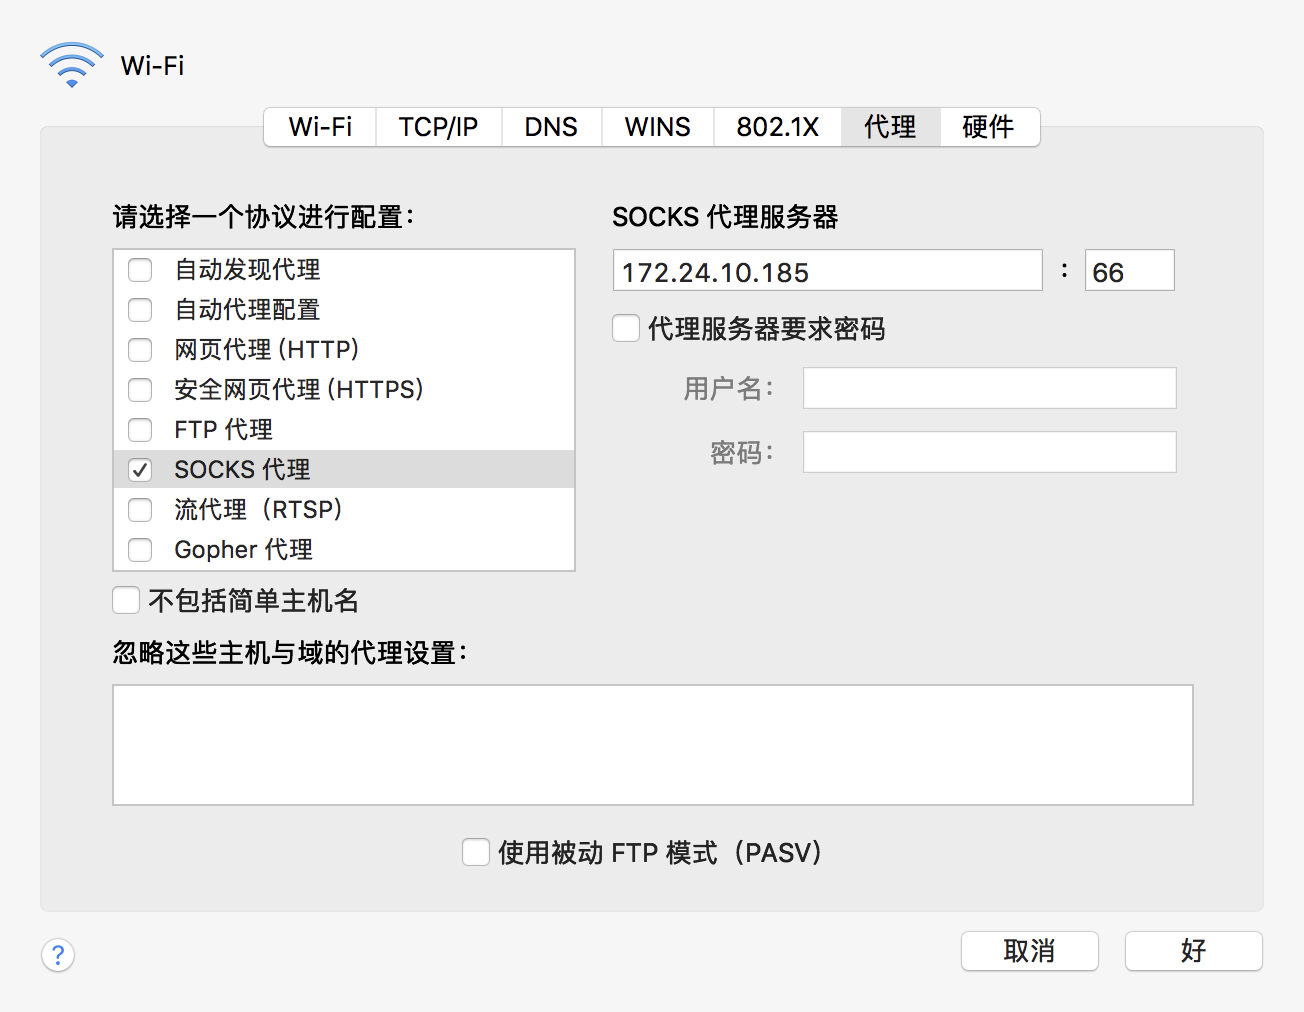 Wi-Fi
Wi-Fi TCP/IP DNS WINS 802.1X 代理 硬件
请选择一个协议进行配置：
自动发现代理
自动代理配置
网页代理 (HTTP)
安全网页代理 (HTTPS)
FTP 代理
SOCKS 代理
流代理（RTSP）
Gopher 代理
不包括简单主机名
SOCKS 代理服务器
172.24.10.185 : 66
代理服务器要求密码
用户名：
密码：
忽略这些主机与域的代理设置：
使用被动 FTP 模式（PASV）
? 取消 好